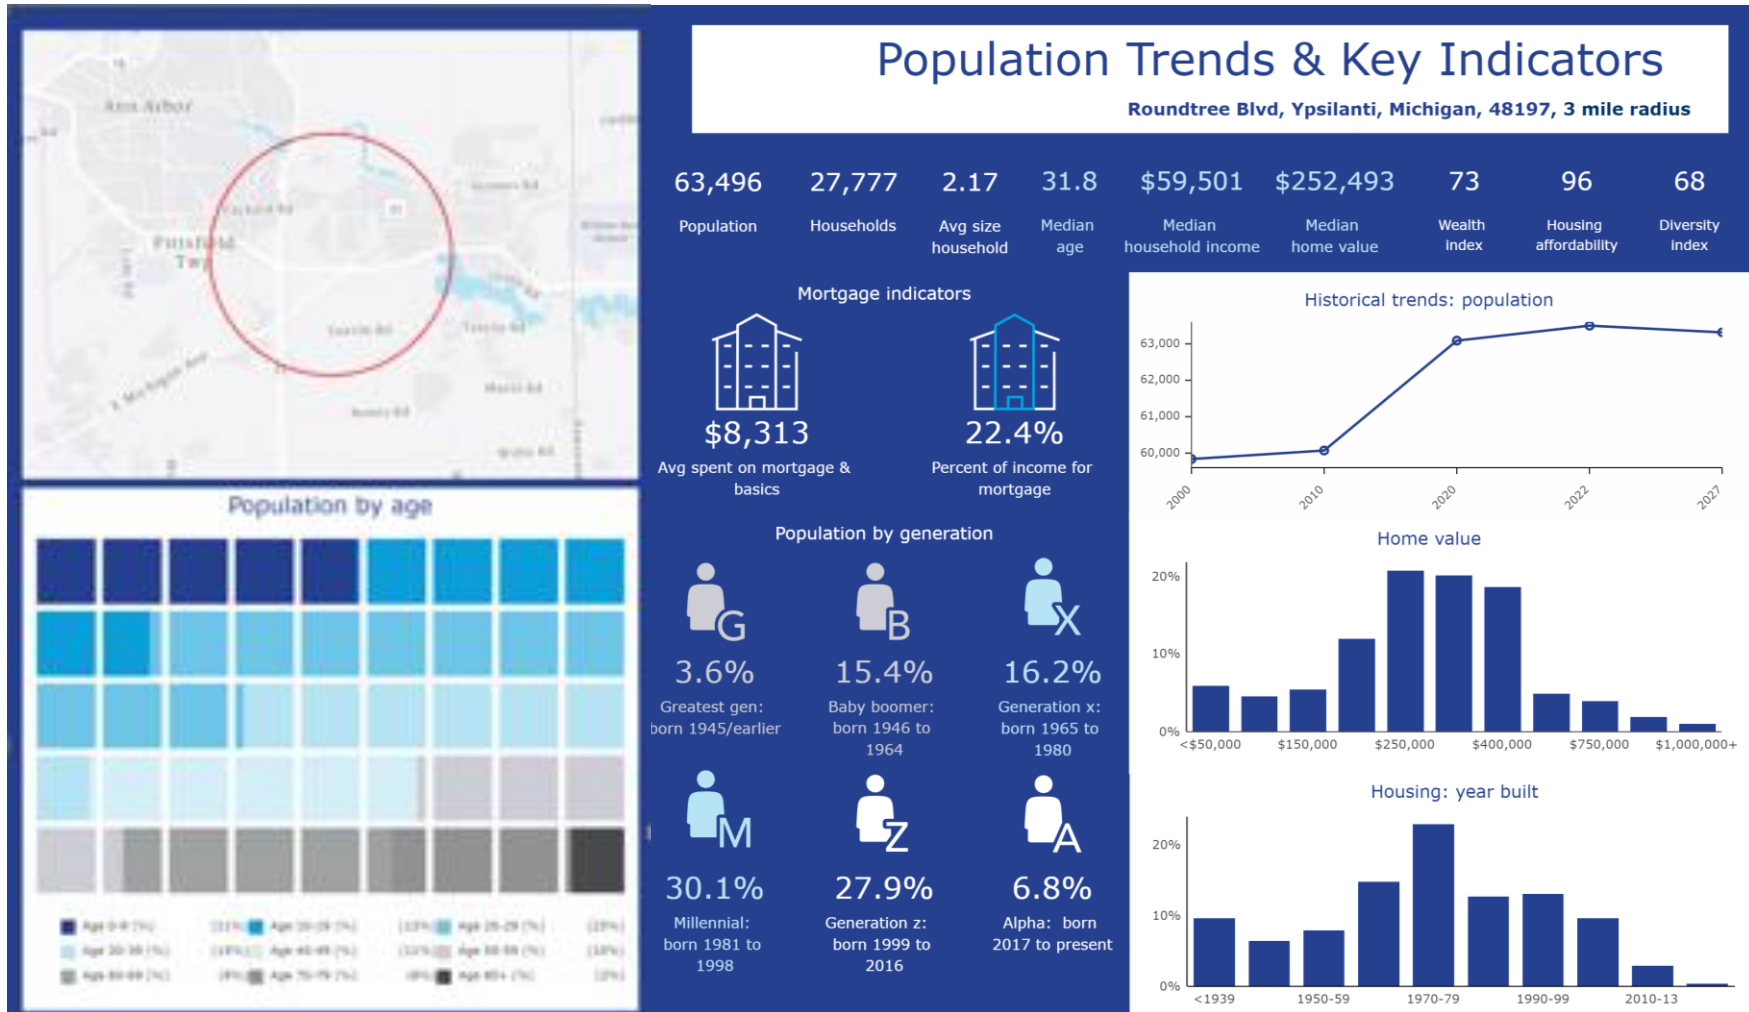 Ann Arbor
Pittsfield
Twp
Population by age
Population Trends & Key Indicators
Roundtree Blvd, Ypsilanti, Michigan, 48197, 3 mile radius
63,496
27,777
2.17
31.8
$59,501
$252,493
73
96
68
Population
Households
Avg size
household
Median
age
Median
household income
Median
home value
Wealth
index
Housing
affordability
Diversity
index
Mortgage indicators
$8,313
22.4%
Avg spent on mortgage &
basics
Percent of income for
mortgage
Population by generation
G
B
X
3.6%
15.4%
16.2%
Greatest gen:
born 1945/earlier
Baby boomer:
born 1946 to
1964
Generation x:
born 1965 to
1980
M
Z
A
30.1%
27.9%
6.8%
Millennial:
born 1981 to
1998
Generation z:
born 1999 to
2016
Alpha: born
2017 to present
Historical trends: population
63,000
62,000
61,000
60,000
2000
2010
2020
2022
2027
Home value
20%
10%
0%
<$50,000
$150,000
$250,000
$400,000
$750,000
$1,000,000+
Housing: year built
20%
10%
0%
<1939
1950-59
1970-79
1990-99
2010-13